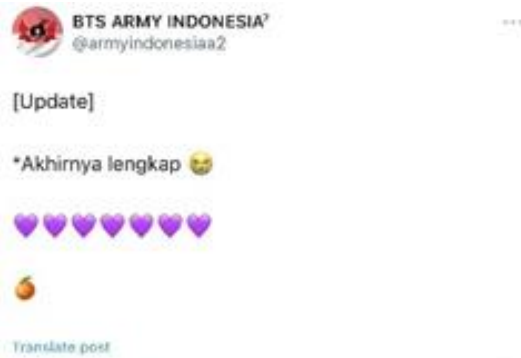 BTS ARMY INDONESIA⁷
@armyindonesiaa2
[Update]
*Akhirnya lengkap 😭
💜💜💜💜💜💜💜
🍊
Translate post